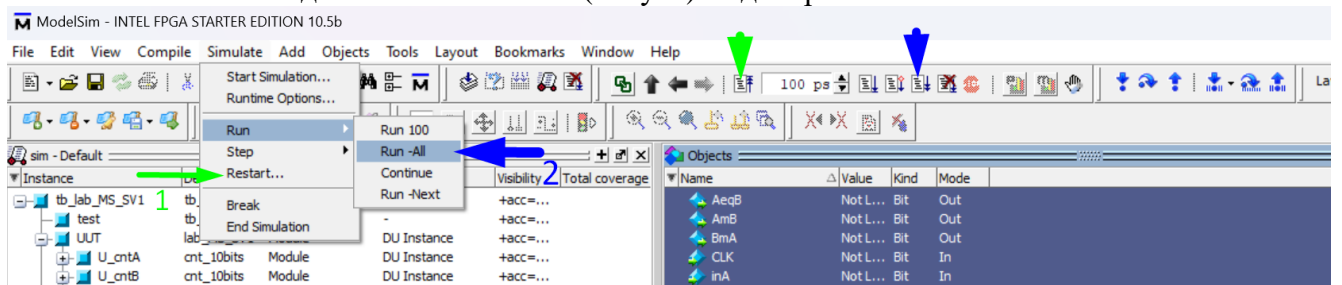 ModelSim - INTEL FPGA STARTER EDITION 10.5b
File Edit View Compile Simulate Add Objects Tools Layout Bookmarks Window Help
Start Simulation...
Runtime Options...
Run
Step
Restart...
Break
End Simulation
Run 100
Run -All
Continue
Run -Next
100 ps
La
1
2
sim - Default
Instance
Visibility Total coverage
tb_lab_MS_SV1 tb_ +acc=...
test tb_ - +acc=...
UUT DU Instance +acc=...
U_cntA cnt_10bits Module DU Instance +acc=...
U_cntB cnt_10bits Module DU Instance +acc=...
Objects
Name Value Kind Mode
AeqB Not L... Bit Out
AmB Not L... Bit Out
BmA Not L... Bit Out
CLK Not L... Bit In
inA Not L... Bit In